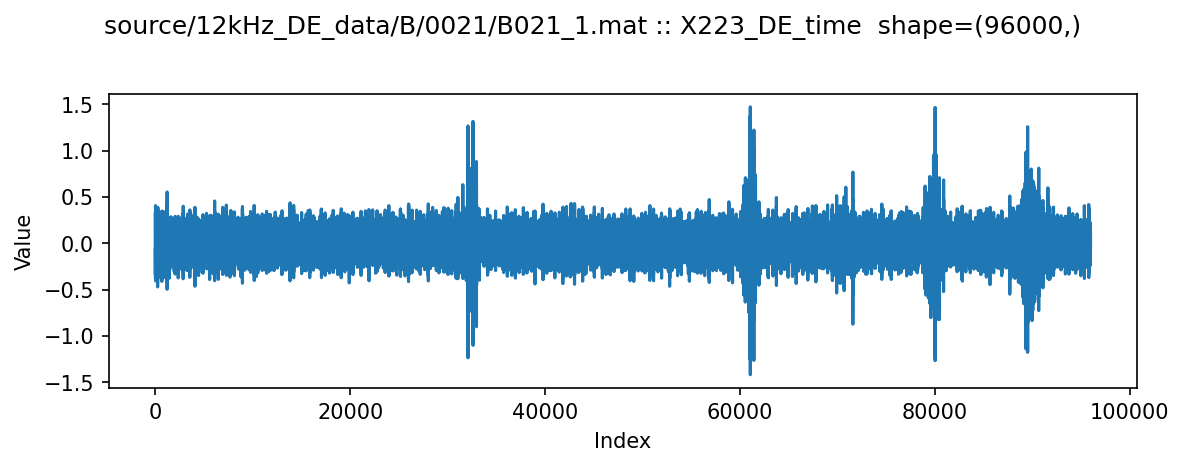 source/12kHz_DE_data/B/0021/B021_1.mat :: X223_DE_time  shape=(96000,)
1.5
1.0
0.5
0.0
−0.5
−1.0
−1.5
Value
0 20000 40000 60000 80000 100000
Index